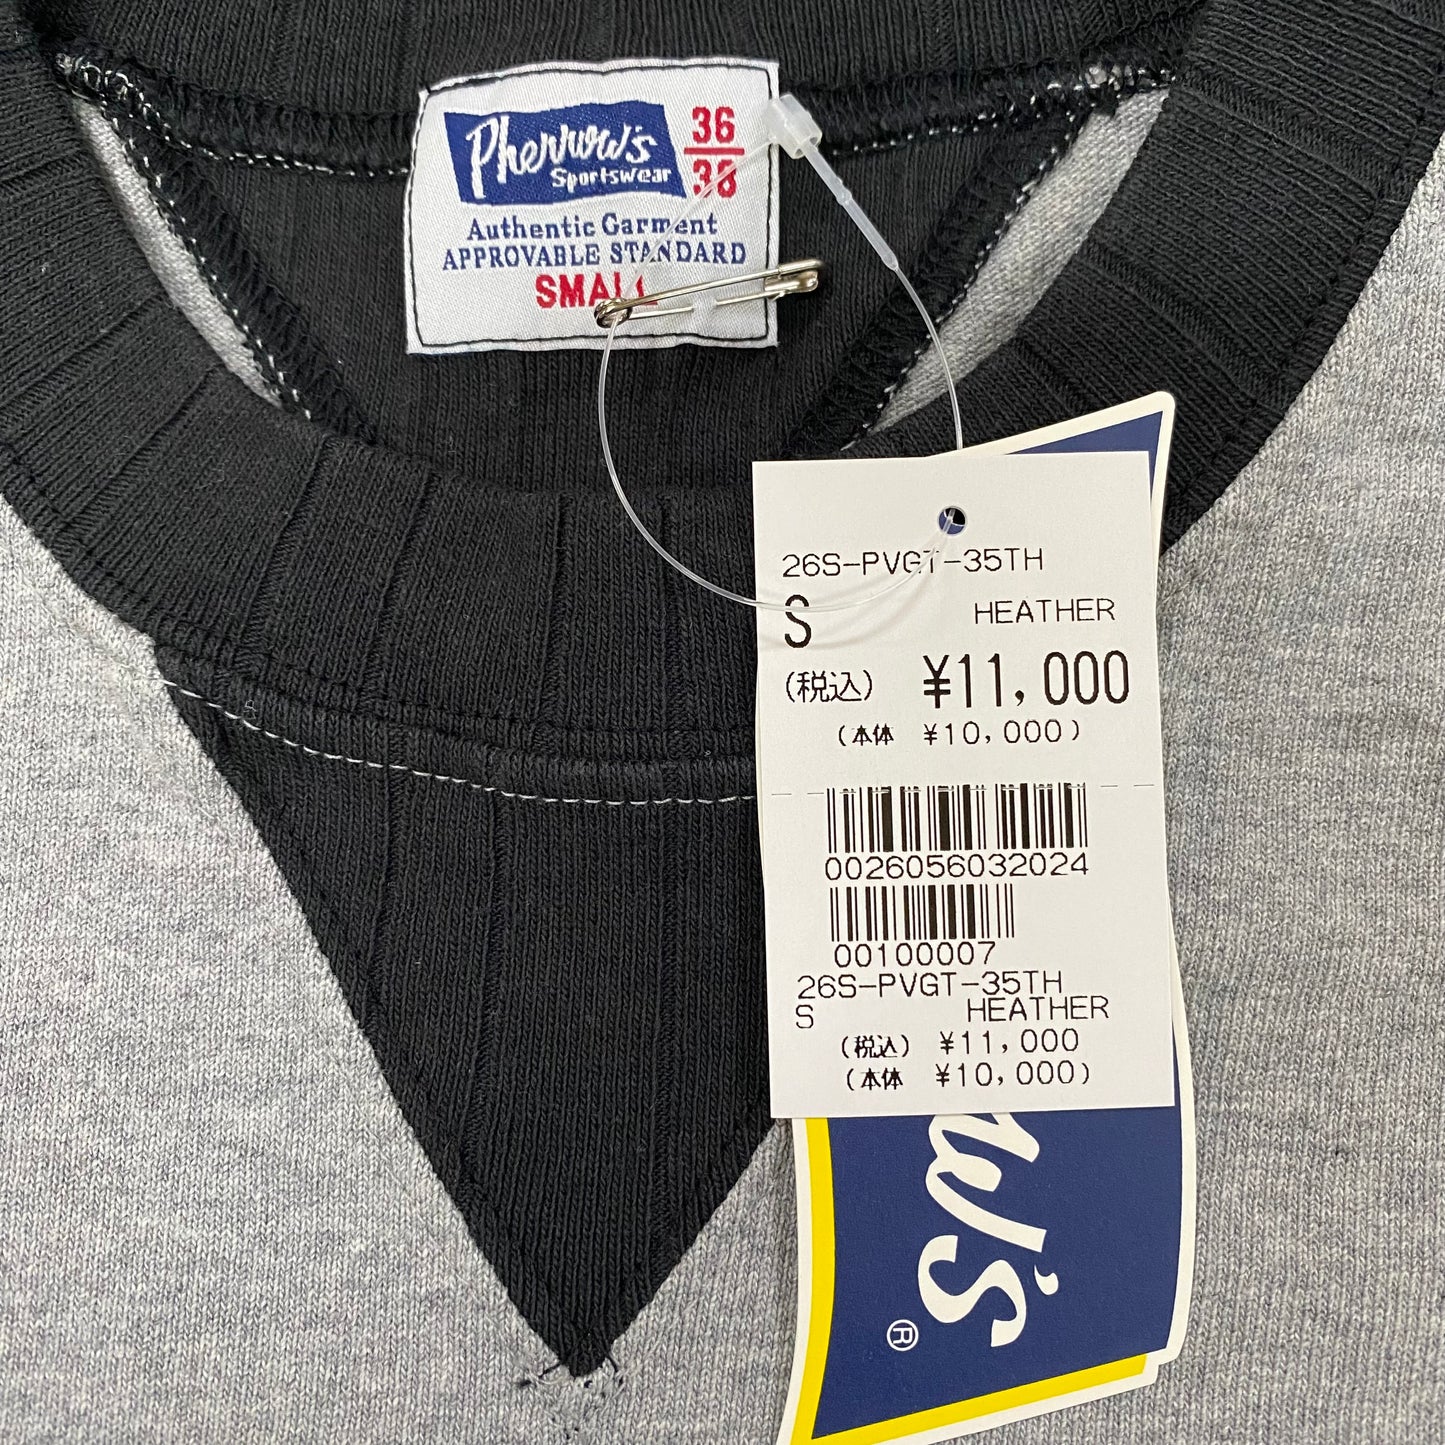 Pherrow's
Sportswear
36
38
Authentic Garment
APPROVABLE STANDARD
SMALL
26S-PVGT-35TH
S HEATHER
(税込) ¥11,000
(本体 ¥10,000)
0026056032024
00100007
26S-PVGT-35TH
S HEATHER
(税込) ¥11,000
(本体 ¥10,000)
w's
®